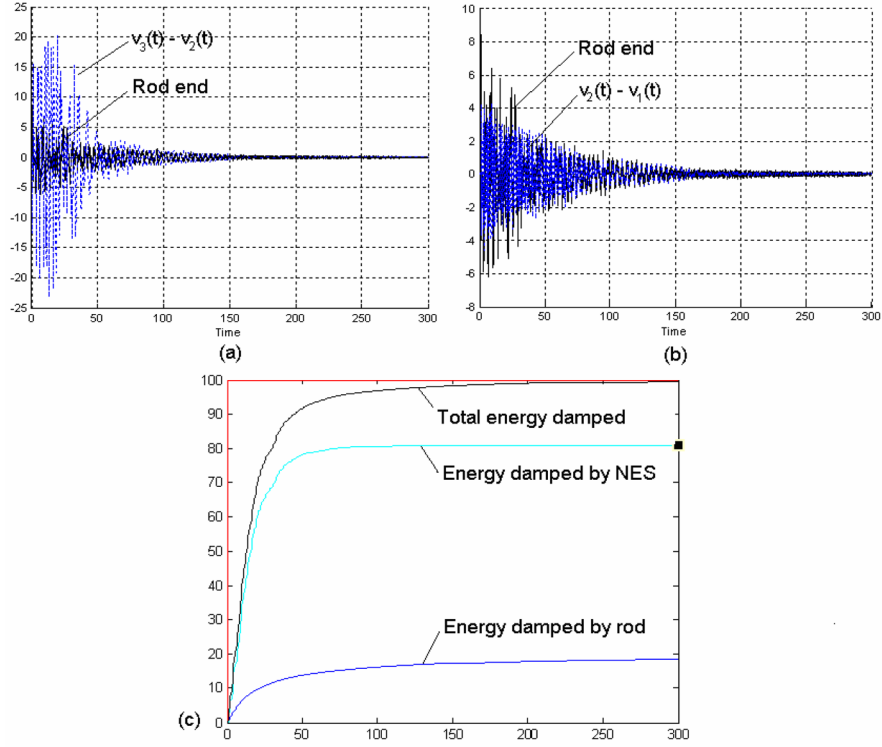 25
20
15
10
5
0
-5
-10
-15
-20
-25
v3(t) - v2(t)
Rod end
0 50 100 150 200 250 300
Time
(a)
10
8
6
4
2
0
-2
-4
-6
-8
Rod end
v2(t) - v1(t)
0 50 100 150 200 250 300
Time
(b)
100
90
80
70
60
50
40
30
20
10
0
Total energy damped
Energy damped by NES
Energy damped by rod
(c)
0 50 100 150 200 250 300